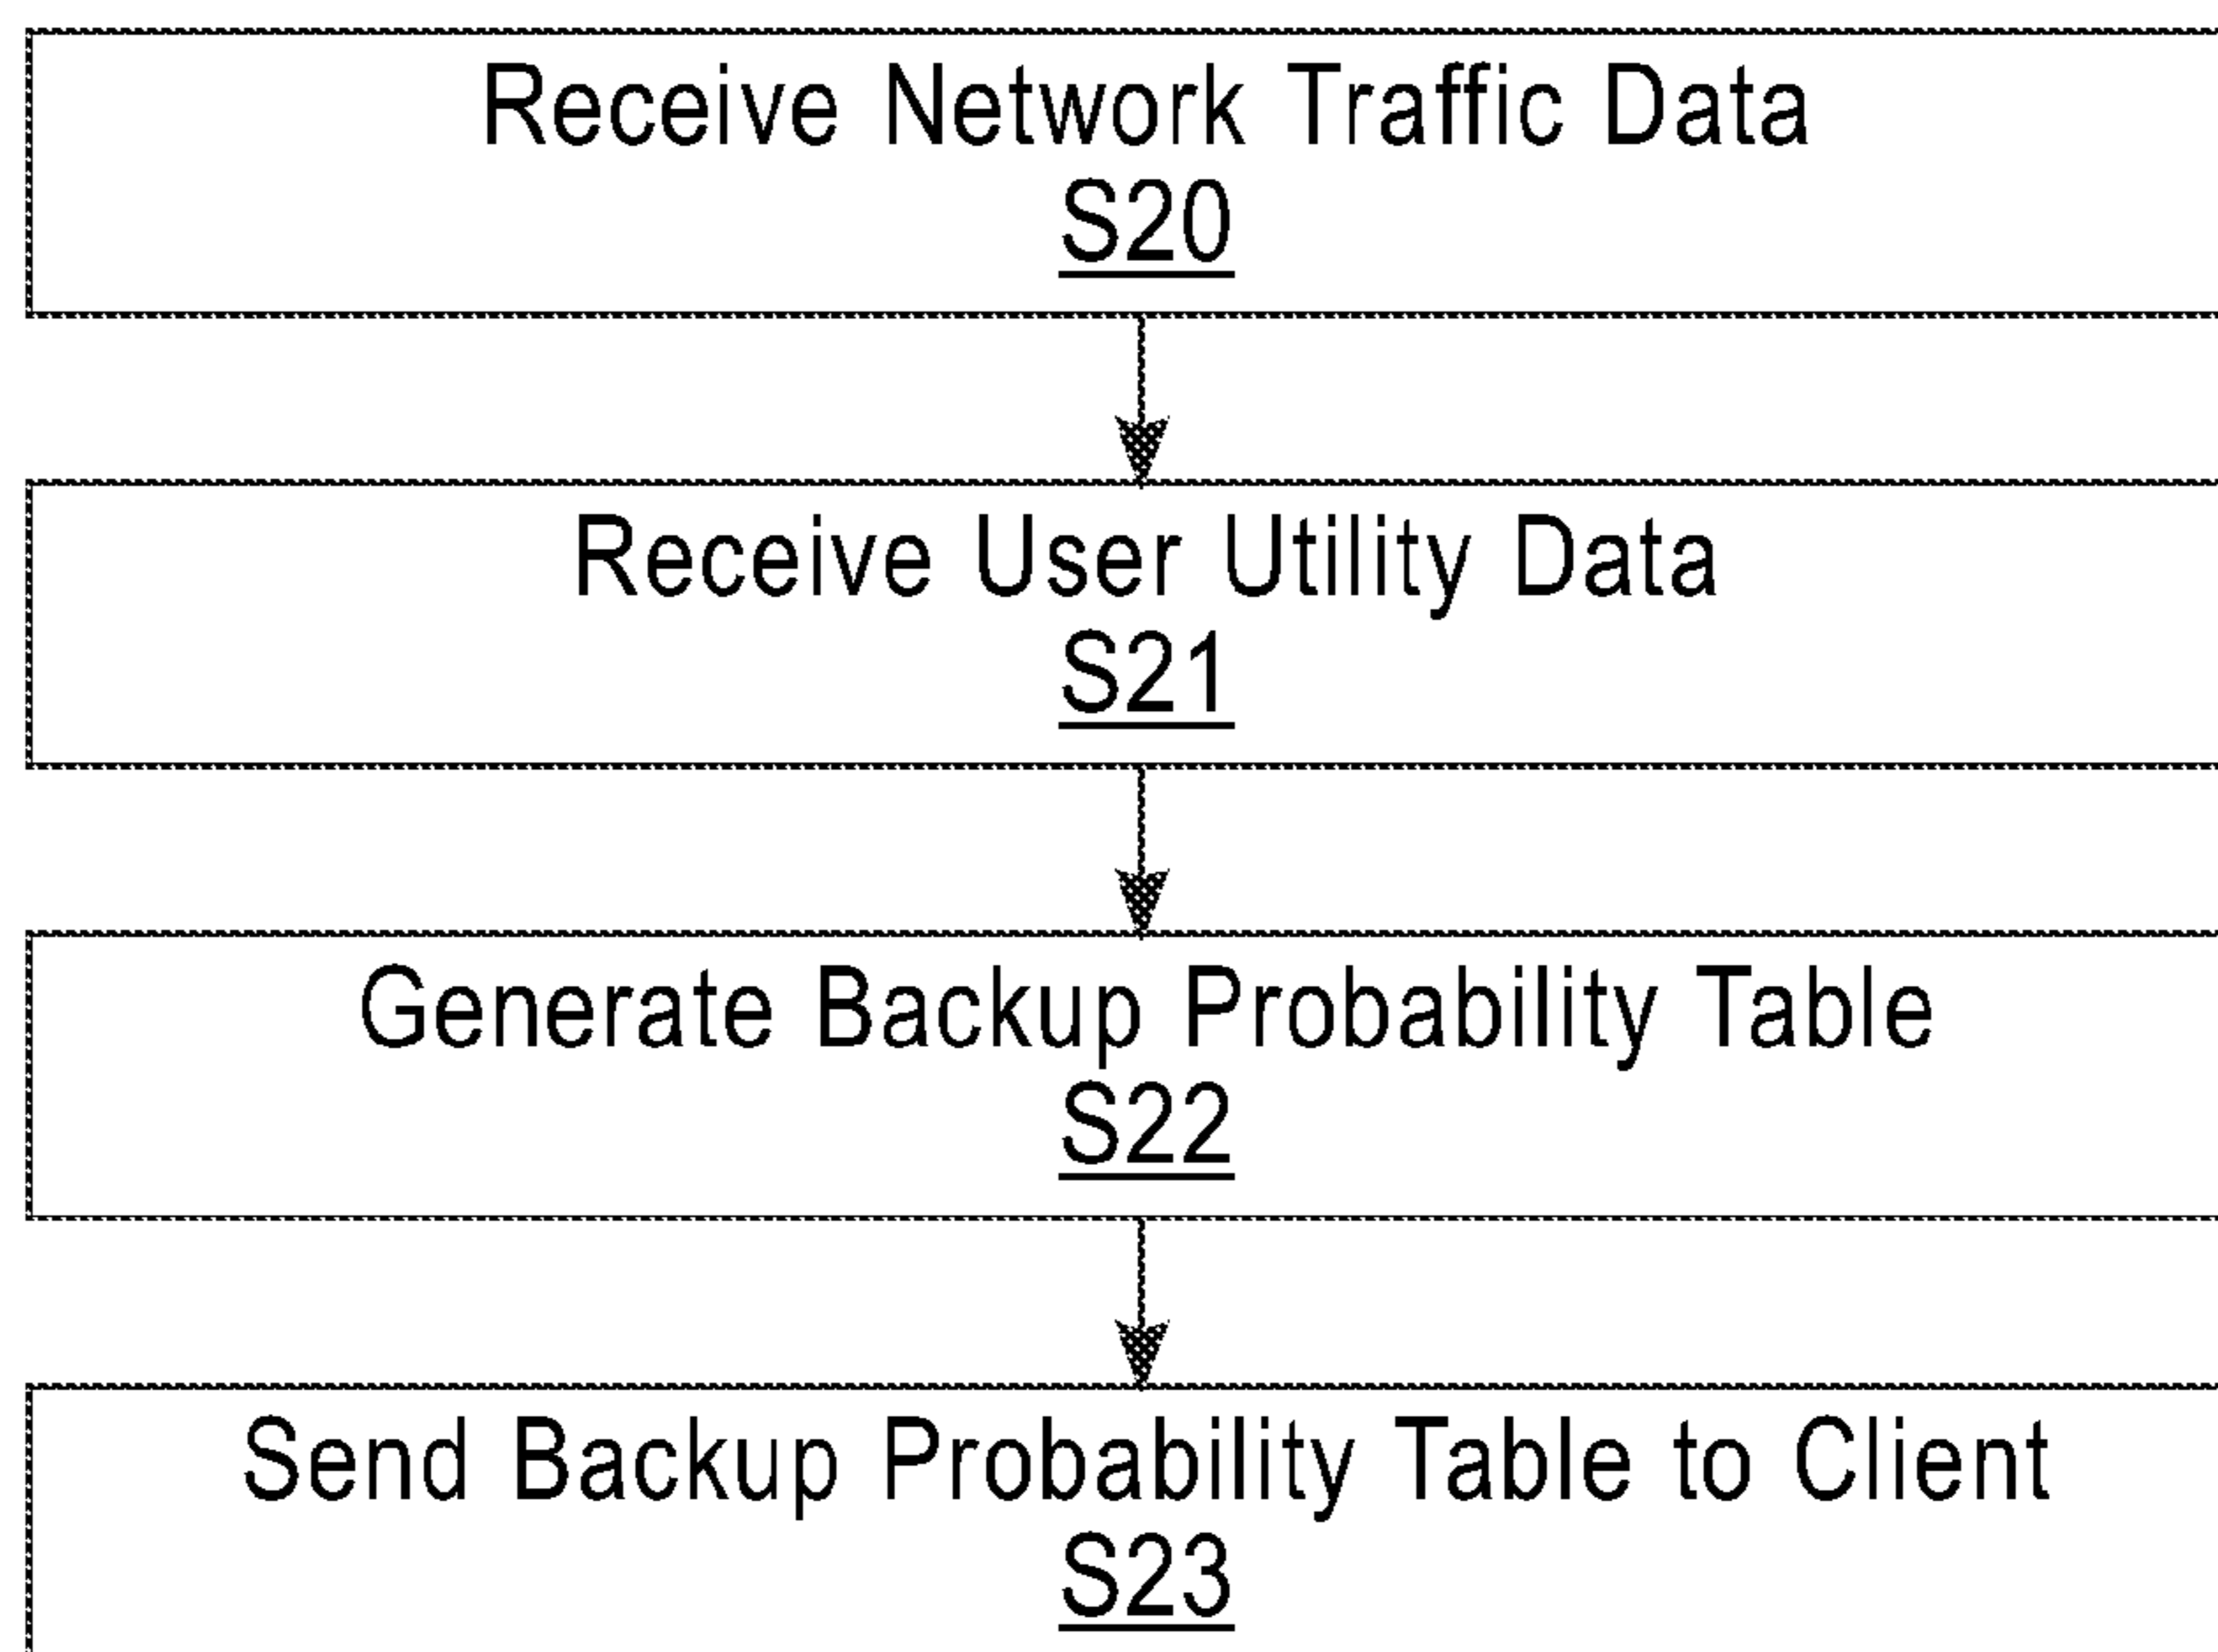 Receive Network Traffic Data
S20
Receive User Utility Data
S21
Generate Backup Probability Table
S22
Send Backup Probability Table to Client
S23